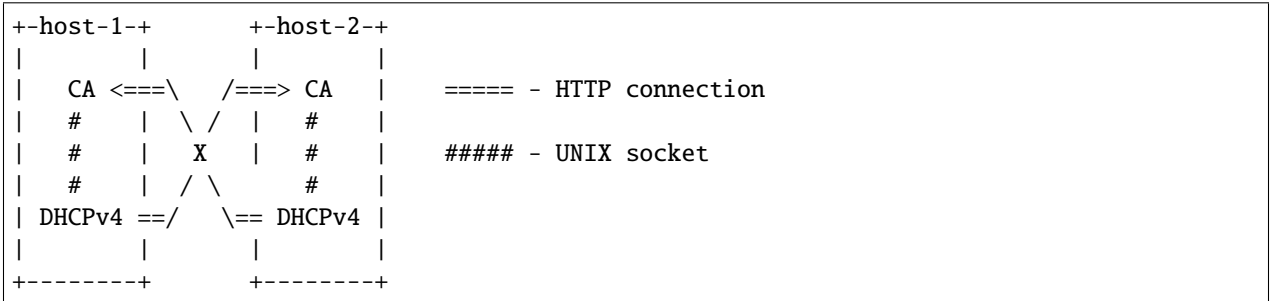 +-host-1-+          +-host-2-+
|        |          |        |
|   CA <===\    /===> CA     |    ===== - HTTP connection
|   #    |  \ /  |    #      |
|   #    |   X   |    #      |    ##### - UNIX socket
|   #    |  / \       #      |
| DHCPv4 ==/    \== DHCPv4 |
|        |          |        |
+--------+          +--------+